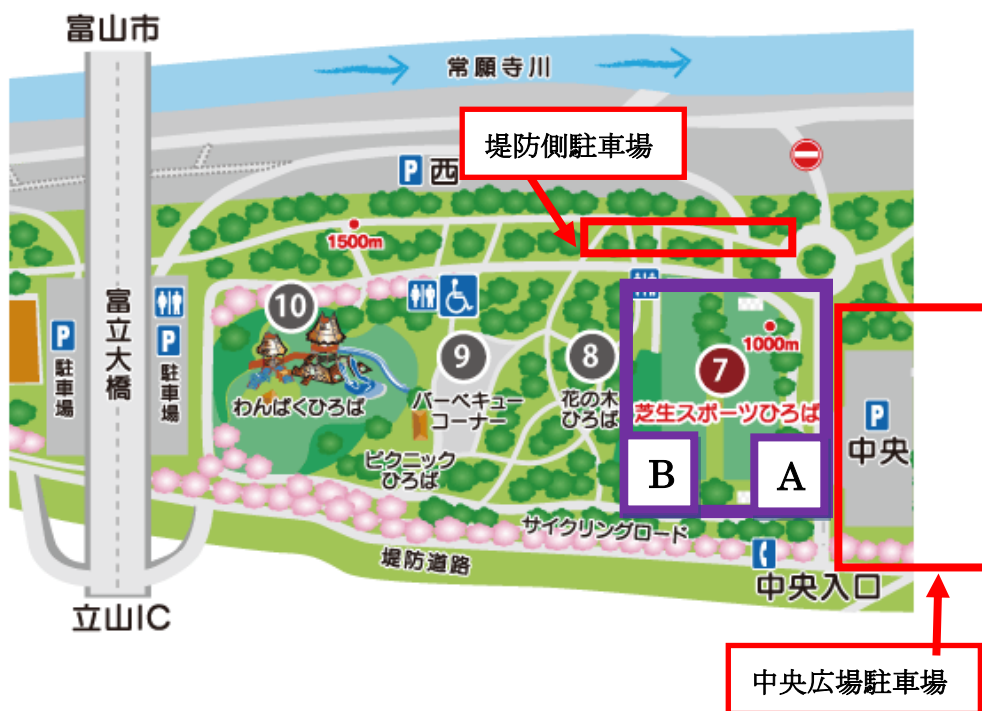 富山市
常願寺川
堤防側駐車場
P 西
1500m
富立大橋
P
駐車場
P
駐車場
10
わんぱくひろば
9
バーベキュー
コーナー
8
花の木
ひろば
1000m
7
芝生スポーツひろば
P
中央
ピクニック
ひろば
B
A
サイクリングロード
堤防道路
中央入口
立山IC
中央広場駐車場